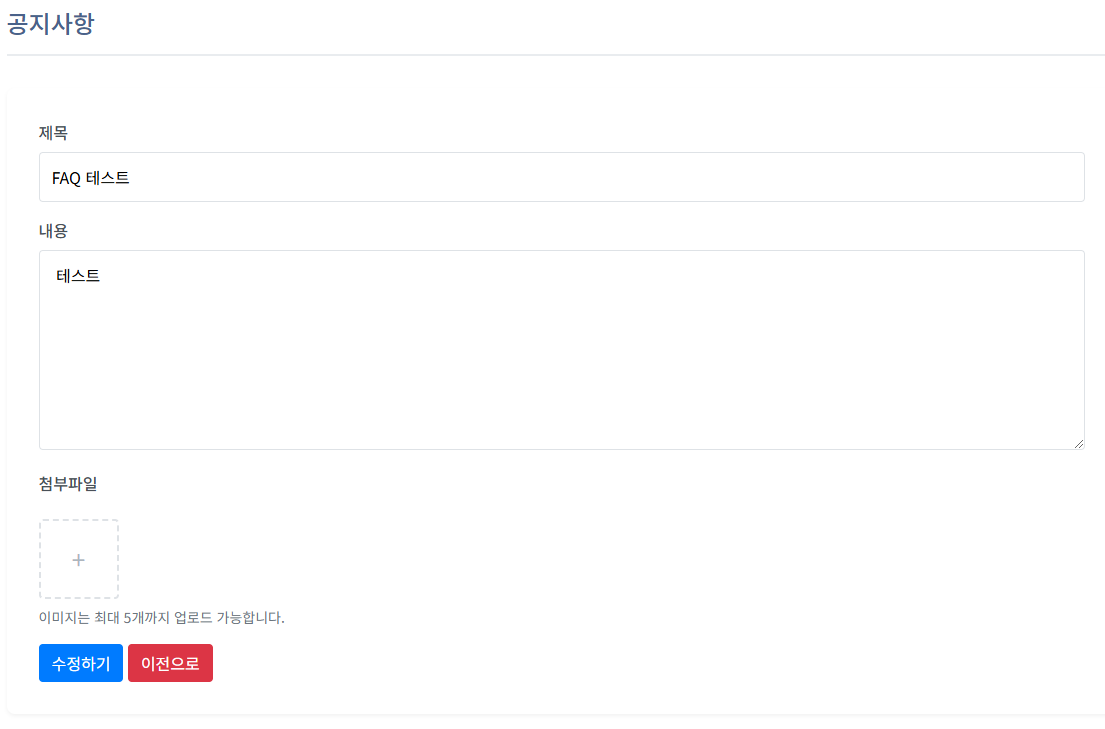 공지사항
제목
FAQ 테스트
내용
테스트
첨부파일
+
이미지는 최대 5개까지 업로드 가능합니다.
수정하기 이전으로